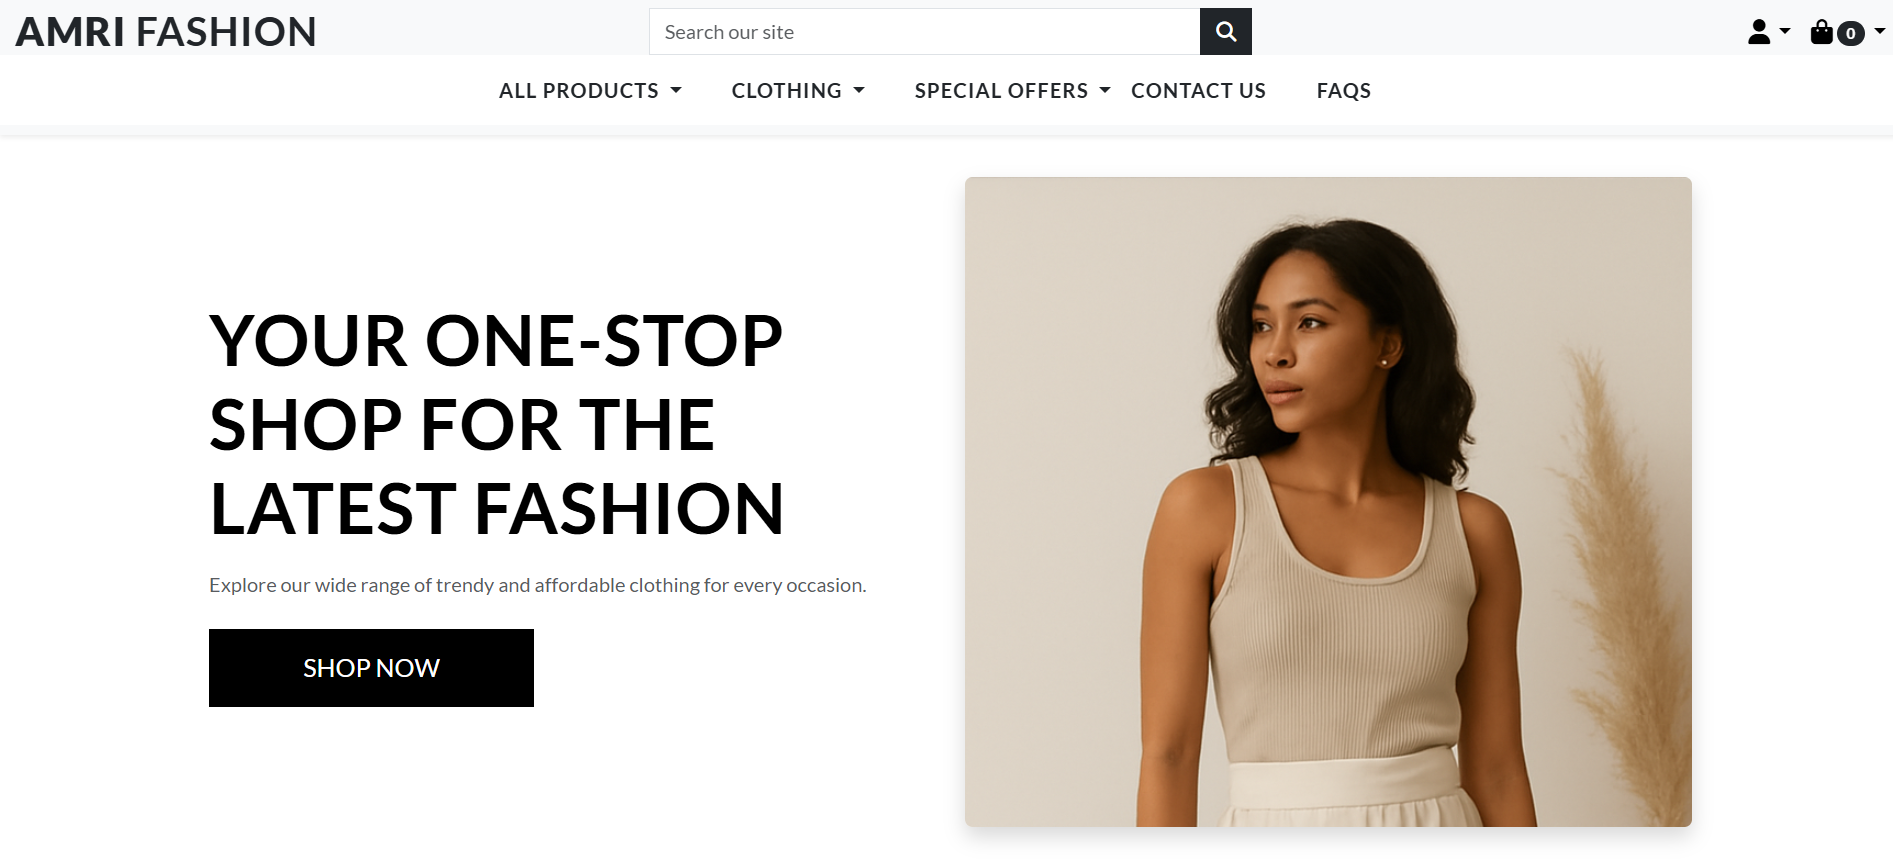 AMRI FASHION
Search our site
0
ALL PRODUCTS
CLOTHING
SPECIAL OFFERS
CONTACT US
FAQS
YOUR ONE-STOP
SHOP FOR THE
LATEST FASHION
Explore our wide range of trendy and affordable clothing for every occasion.
SHOP NOW